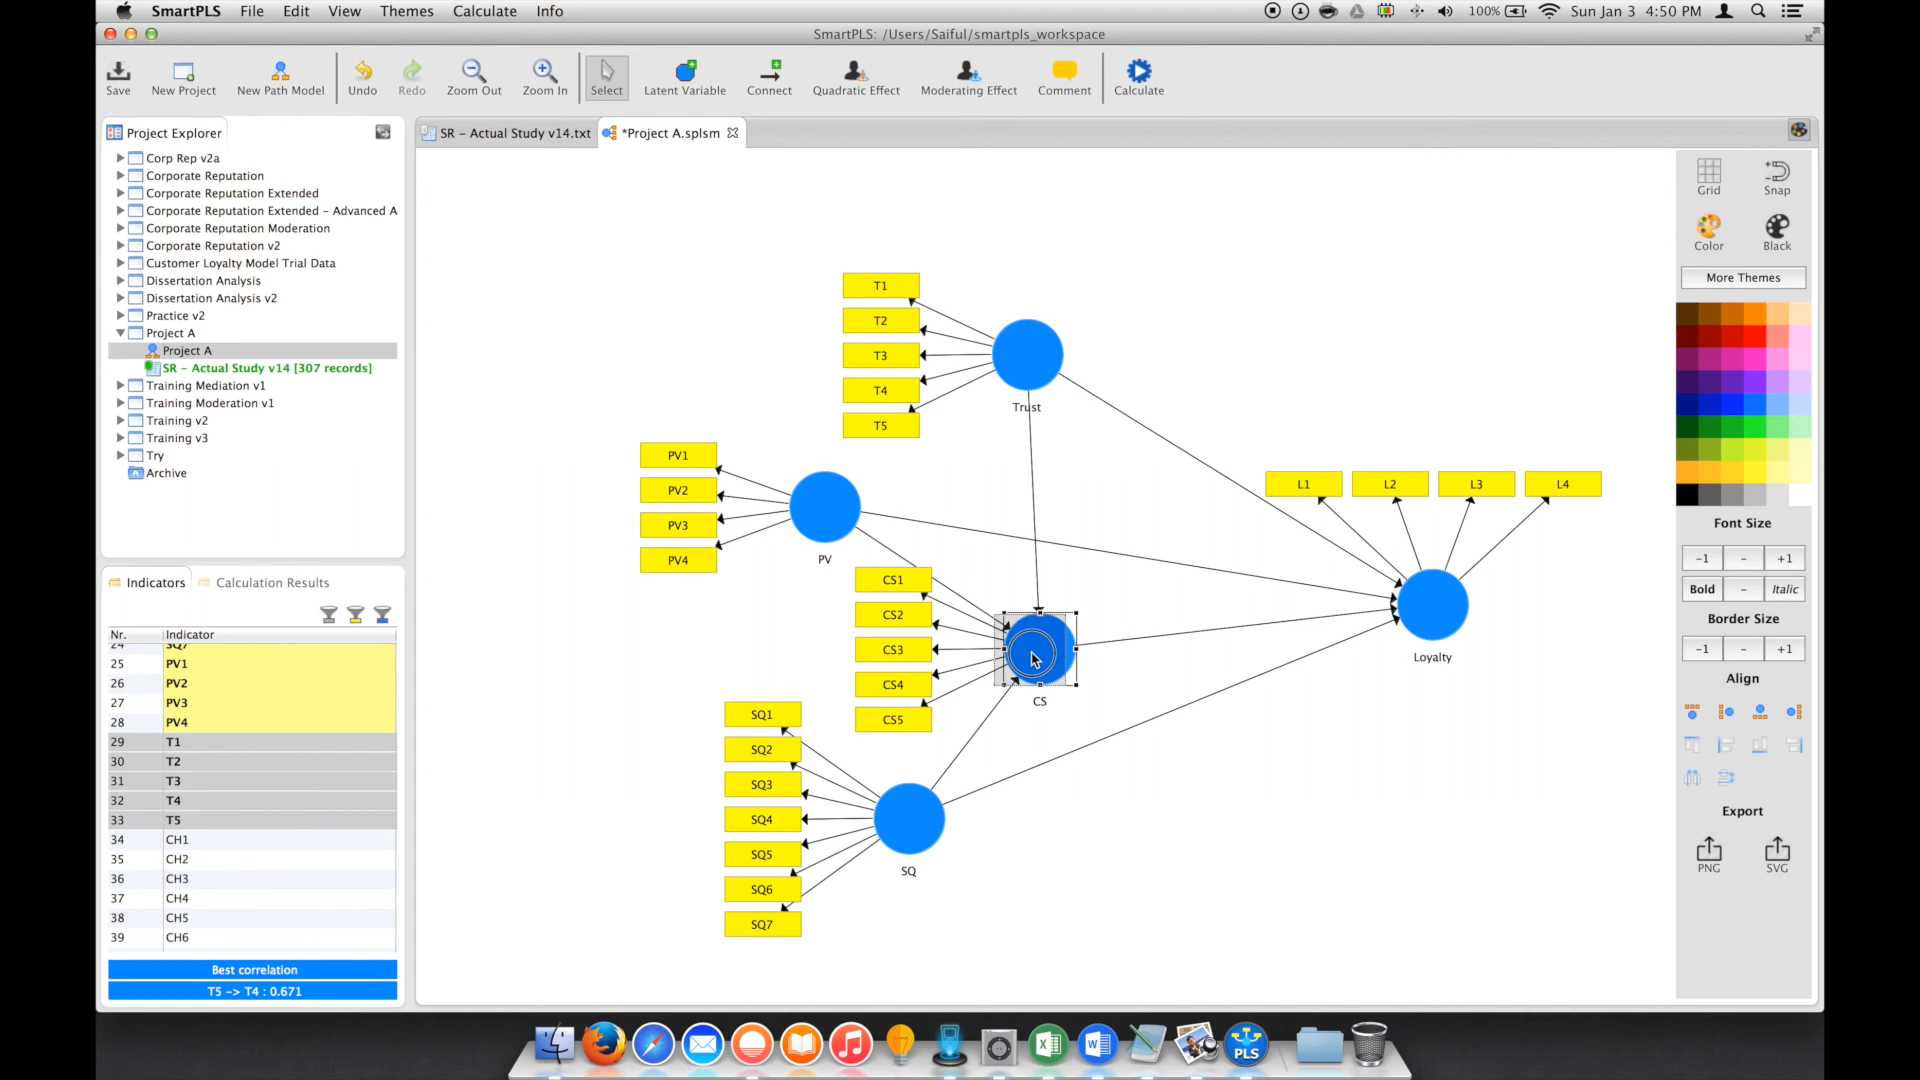 SmartPLS File Edit View Themes Calculate Info 100% Sun Jan 3 4:50 PM
SmartPLS: /Users/Saiful/smartpls_workspace
Save New Project New Path Model Undo Redo Zoom Out Zoom In Select Latent Variable Connect Quadratic Effect Moderating Effect Comment Calculate
Project Explorer
SR - Actual Study v14.txt *Project A.splsm
Corp Rep v2a
Corporate Reputation
Corporate Reputation Extended
Corporate Reputation Extended - Advanced A
Corporate Reputation Moderation
Corporate Reputation v2
Customer Loyalty Model Trial Data
Dissertation Analysis
Dissertation Analysis v2
Practice v2
Project A
Project A
SR - Actual Study v14 [307 records]
Training Mediation v1
Training Moderation v1
Training v2
Training v3
Try
Archive
Indicators Calculation Results
Nr. Indicator
24 SQ7
25 PV1
26 PV2
27 PV3
28 PV4
29 T1
30 T2
31 T3
32 T4
33 T5
34 CH1
35 CH2
36 CH3
37 CH4
38 CH5
39 CH6
Best correlation
T5 -> T4 : 0.671
T1
T2
T3
T4
T5
Trust
PV1
PV2
PV3
PV4
PV
CS1
CS2
CS3
CS4
CS5
CS
SQ1
SQ2
SQ3
SQ4
SQ5
SQ6
SQ7
SQ
L1 L2 L3 L4
Loyalty
Grid Snap
Color Black
More Themes
Font Size
-1 - +1
Bold - Italic
Border Size
-1 - +1
Align
Export
PNG SVG
PLS